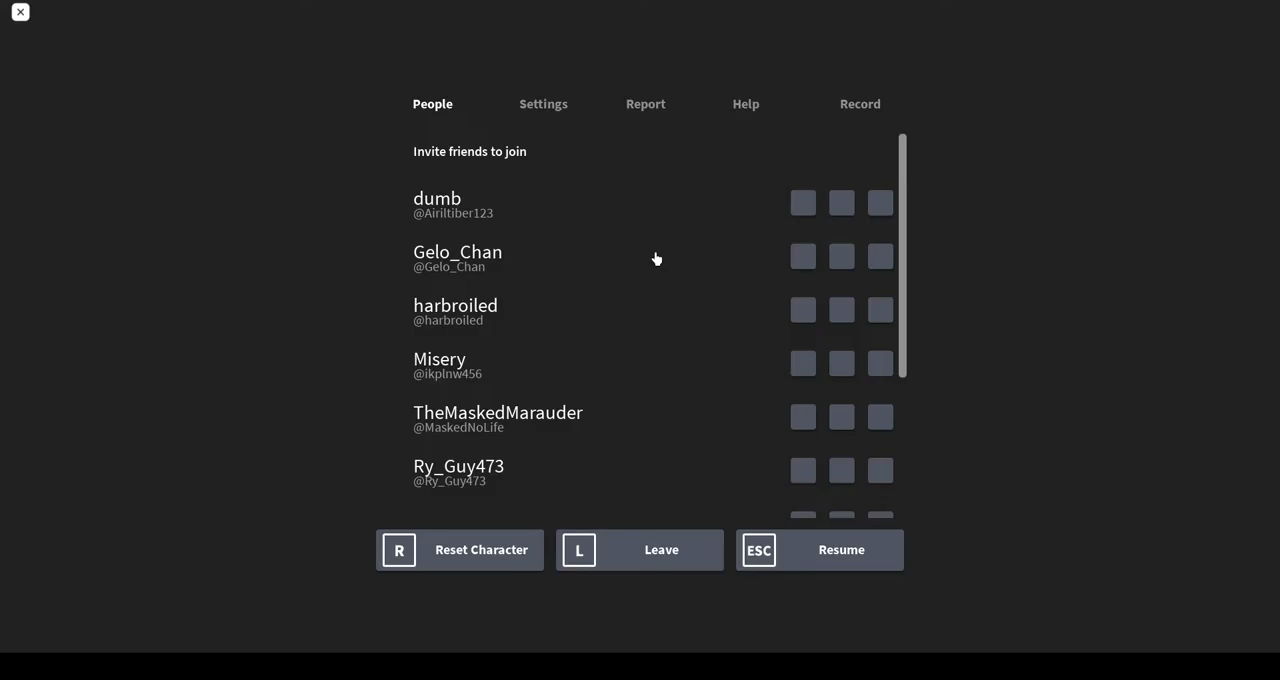 People Settings Report Help Record
Invite friends to join
dumb
@Airiltiber123
Gelo_Chan
@Gelo_Chan
harbroiled
@harbroiled
Misery
@ikplnw456
TheMaskedMarauder
@MaskedNoLife
Ry_Guy473
@Ry_Guy473
R Reset Character L Leave ESC Resume